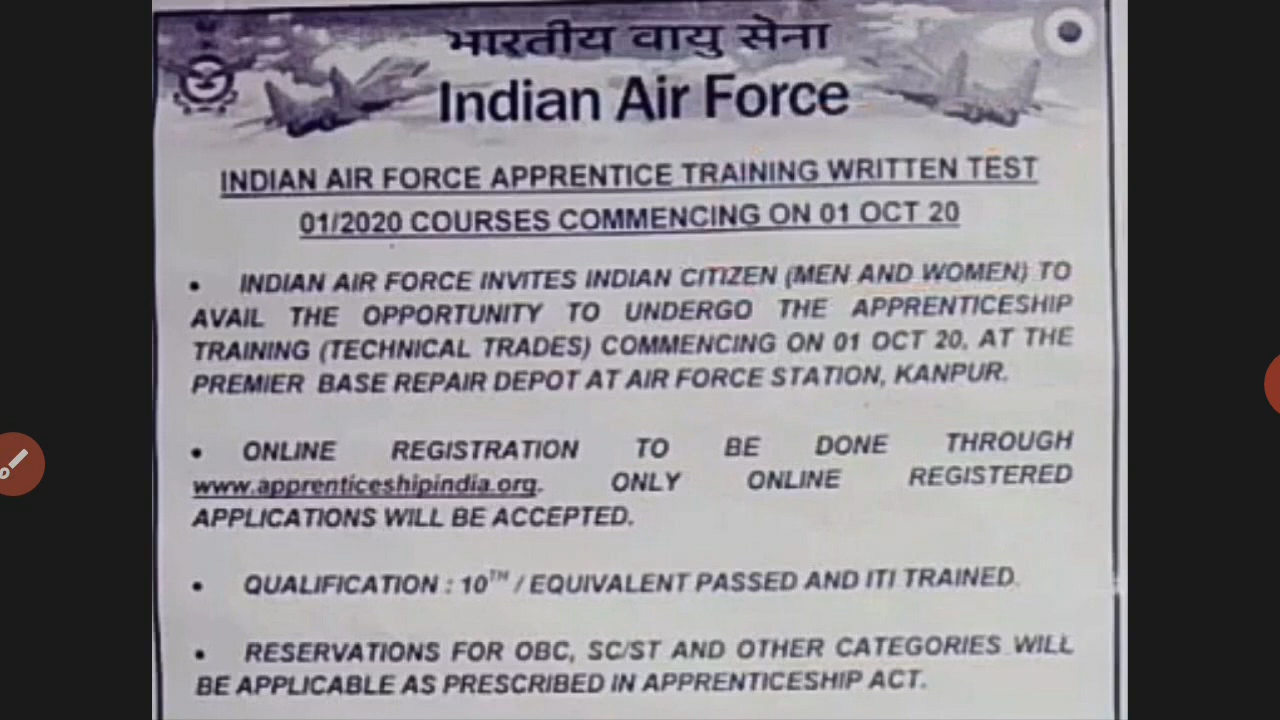 भारतीय वायु सेना
Indian Air Force
INDIAN AIR FORCE APPRENTICE TRAINING WRITTEN TEST
01/2020 COURSES COMMENCING ON 01 OCT 20
• INDIAN AIR FORCE INVITES INDIAN CITIZEN (MEN AND WOMEN) TO
AVAIL THE OPPORTUNITY TO UNDERGO THE APPRENTICESHIP
TRAINING (TECHNICAL TRADES) COMMENCING ON 01 OCT 20, AT THE
PREMIER BASE REPAIR DEPOT AT AIR FORCE STATION, KANPUR.
• ONLINE REGISTRATION TO BE DONE THROUGH
www.apprenticeshipindia.org. ONLY ONLINE REGISTERED
APPLICATIONS WILL BE ACCEPTED.
• QUALIFICATION : 10TH / EQUIVALENT PASSED AND ITI TRAINED.
• RESERVATIONS FOR OBC, SC/ST AND OTHER CATEGORIES WILL
BE APPLICABLE AS PRESCRIBED IN APPRENTICESHIP ACT.